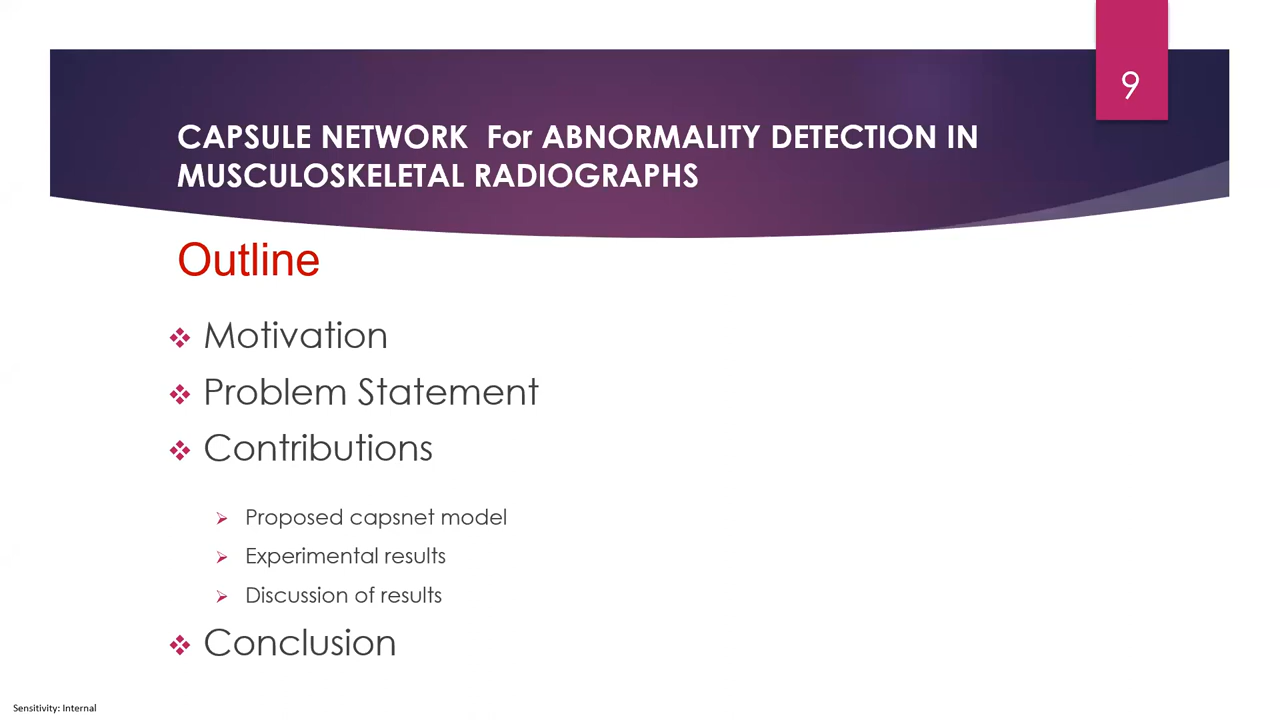 9
CAPSULE NETWORK For ABNORMALITY DETECTION IN
MUSCULOSKELETAL RADIOGRAPHS
Outline
Motivation
Problem Statement
Contributions
Proposed capsnet model
Experimental results
Discussion of results
Conclusion
Sensitivity: Internal